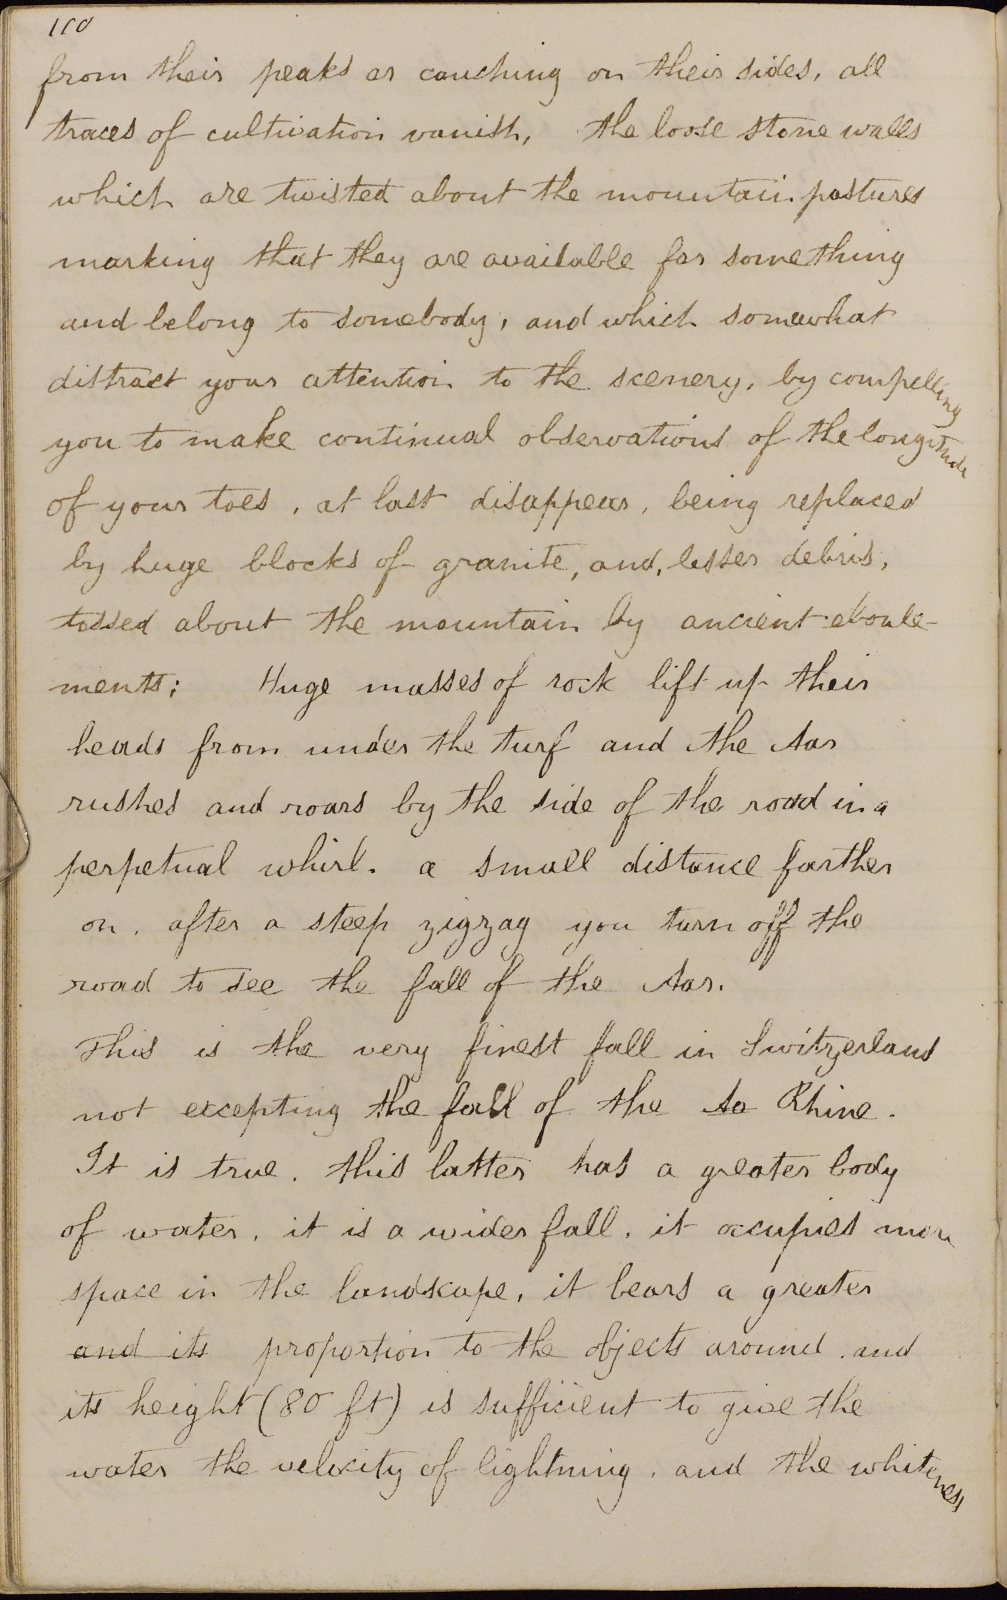 110
from their peaks as couching on their sides, all
traces of cultivation vanish, the loose stone walls
which are twisted about the mountain pastures
marking that they are available for something
and belong to somebody, and which somewhat
distract your attention to the scenery, by compelling
you to make continual observations of the longitude
of your toes, at last disappear, being replaced
by huge blocks of granite, and, lesser debris,
tossed about the mountain by ancient eboule-
ments; Huge masses of rock lift up their
heads from under the turf and the Aar
rushes and roars by the side of the road in a
perpetual whirl. a small distance farther
on. after a steep zigzag you turn off the
road to see the fall of the Aar.
This is the very finest fall in Switzerland
not excepting the fall of the Aa Rhine.
It is true. this latter has a greater body
of water, it is a wider fall. it occupies more
space in the landscape, it bears a greater
and its proportion to the objects around. and
its height (80 ft) is sufficient to give the
water the velocity of lightning. and the whiteness